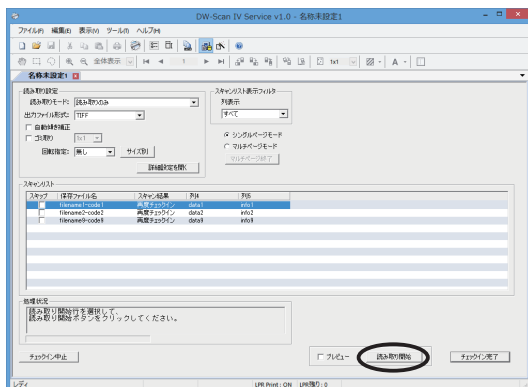 DW-Scan IV Service v1.0 - 名称未設定1
ファイル(F) 編集(E) 表示(V) ツール(T) ヘルプ(H)
全体表示 1 1x1 A
名称未設定1
読み取り設定
読み取りモード: 読み取りのみ
出力ファイル形式: TIFF
自動傾き補正
ゴミ取り 3x1
回転指定: 無し サイズ別
詳細設定を開く
スキャンリスト表示フィルタ
列表示
すべて
シングルページモード
マルチページモード
マルチページ終了
スキャンリスト
スキップ 保存ファイル名 スキャン結果 列4 列5
filename1-code1 再度チェックイン data1 info1
filename2-code2 再度チェックイン data2 info2
filename9-code9 再度チェックイン data9 info9
処理状況
読み取り開始行を選択して、
読み取り開始ボタンをクリックしてください。
チェックイン中止 プレビュー 読み取り開始 チェックイン完了
レディ LPR Print : ON LPR残り : 0